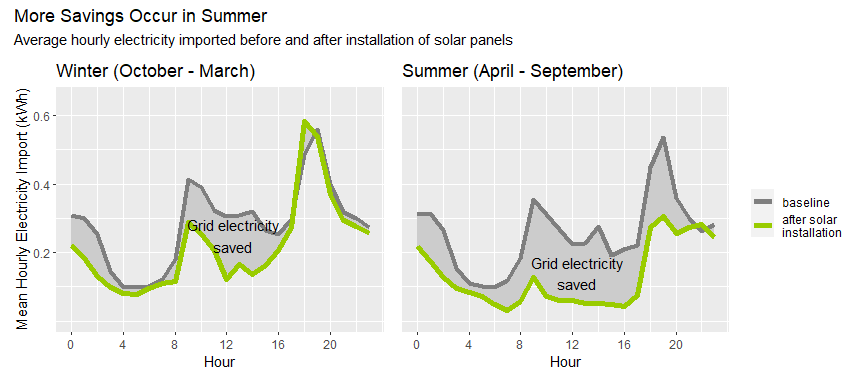 More Savings Occur in Summer
Average hourly electricity imported before and after installation of solar panels
Winter (October - March)
Summer (April - September)
Mean Hourly Electricity Import (kWh)
0.6
0.4
0.2
Grid electricity
saved
Grid electricity
saved
0 4 8 12 16 20
0 4 8 12 16 20
Hour
Hour
baseline
after solar
installation